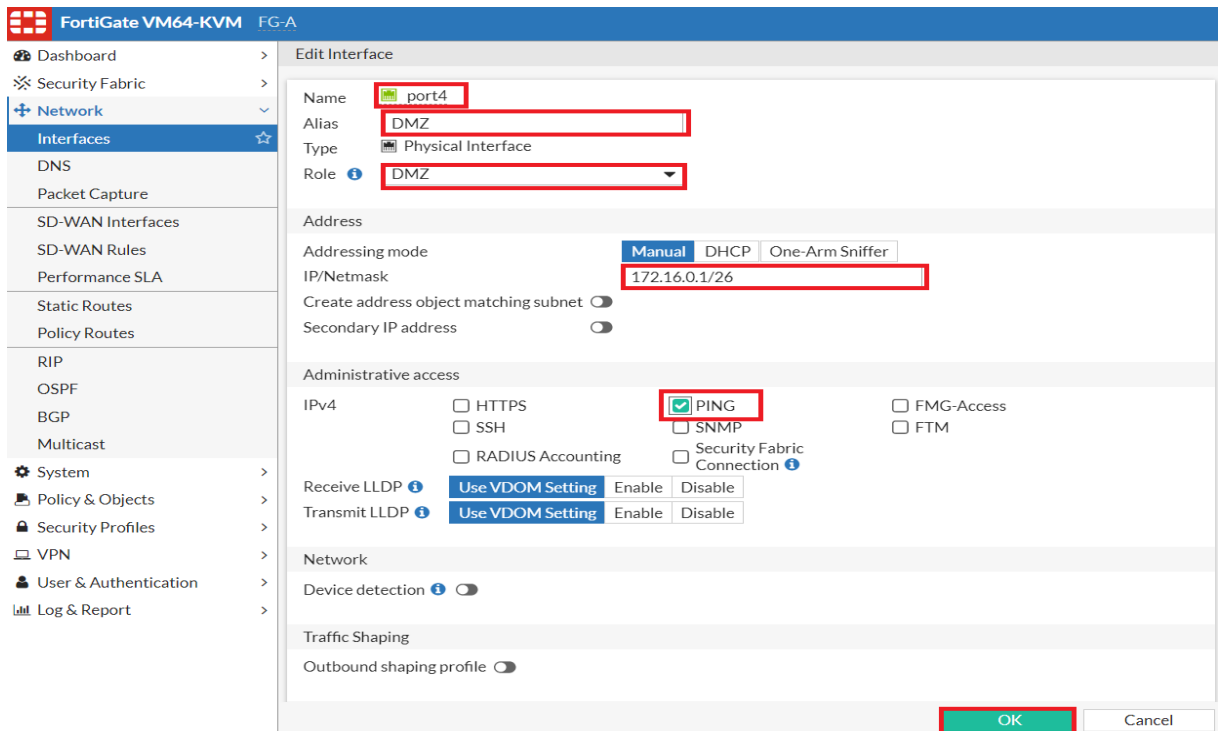 FortiGate VM64-KVM FG-A
Dashboard
Security Fabric
Network
Interfaces
DNS
Packet Capture
SD-WAN Interfaces
SD-WAN Rules
Performance SLA
Static Routes
Policy Routes
RIP
OSPF
BGP
Multicast
System
Policy & Objects
Security Profiles
VPN
User & Authentication
Log & Report
Edit Interface
Name port4
Alias DMZ
Type Physical Interface
Role DMZ
Address
Addressing mode Manual DHCP One-Arm Sniffer
IP/Netmask 172.16.0.1/26
Create address object matching subnet
Secondary IP address
Administrative access
IPv4 HTTPS PING FMG-Access
SSH SNMP FTM
RADIUS Accounting Security Fabric
Connection
Receive LLDP Use VDOM Setting Enable Disable
Transmit LLDP Use VDOM Setting Enable Disable
Network
Device detection
Traffic Shaping
Outbound shaping profile
OK Cancel